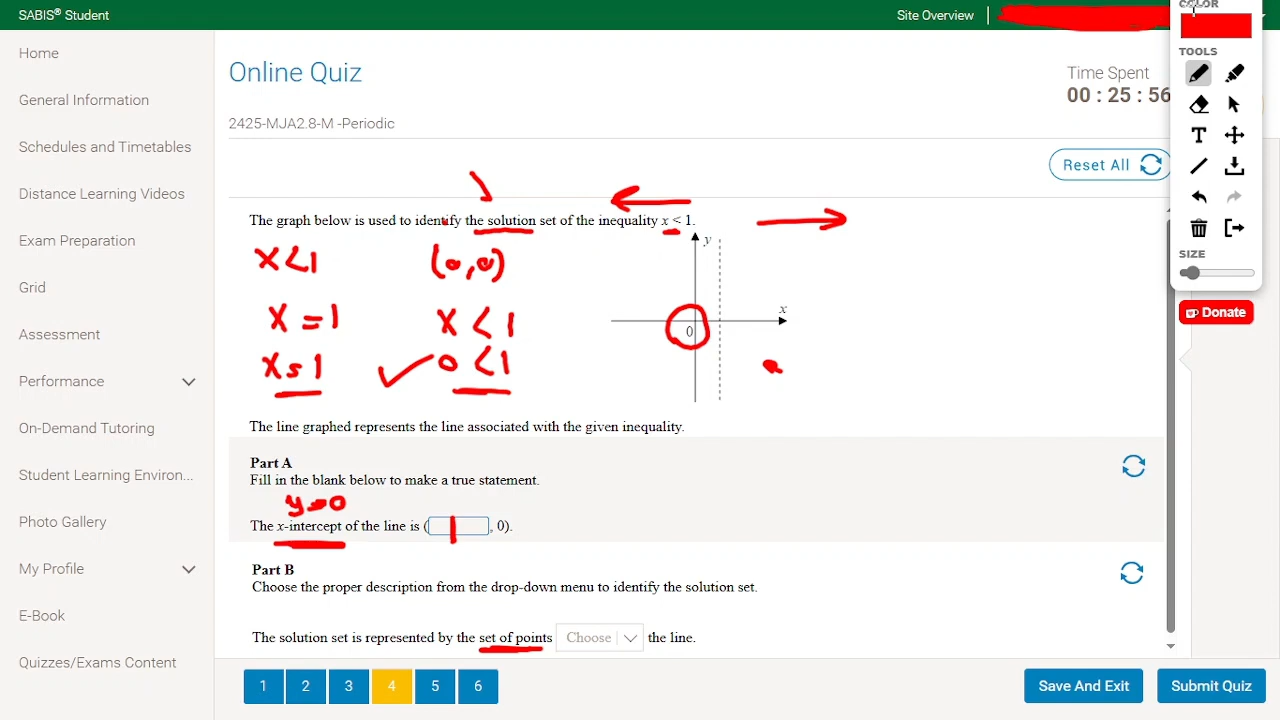 SABIS® Student
Site Overview
COLOR
TOOLS
T
SIZE
Donate
Home
General Information
Schedules and Timetables
Distance Learning Videos
Exam Preparation
Grid
Assessment
Performance
On-Demand Tutoring
Student Learning Environ...
Photo Gallery
My Profile
E-Book
Quizzes/Exams Content
Online Quiz
Time Spent
00 : 25 : 56
2425-MJA2.8-M -Periodic
Reset All
The graph below is used to identify the solution set of the inequality x < 1.
x<1 (0,0)
x = 1 x < 1
x=1 0<1
y
x
0
The line graphed represents the line associated with the given inequality.
Part A
Fill in the blank below to make a true statement.
y=0
The x-intercept of the line is (1, 0).
Part B
Choose the proper description from the drop-down menu to identify the solution set.
The solution set is represented by the set of points Choose the line.
1 2 3 4 5 6
Save And Exit
Submit Quiz